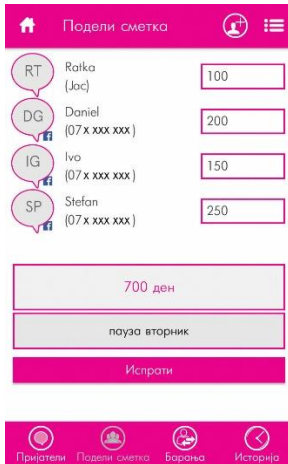 Подели сметка
RT
Ratka
(Јас)
100
DG
Daniel
(07x xxx xxx )
200
IG
Ivo
(07x xxx xxx )
150
SP
Stefan
(07x xxx xxx )
250
700 ден
пауза вторник
Испрати
Пријатели Подели сметка Барања Историја